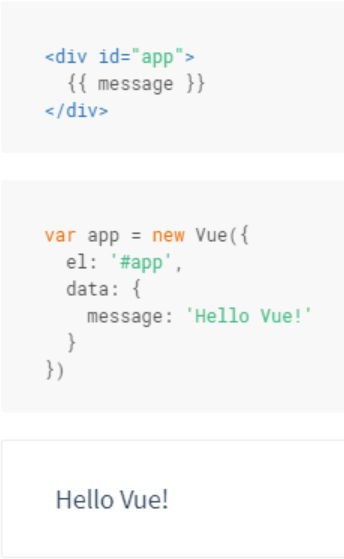 <div id="app">
  {{ message }}
</div>
var app = new Vue({
  el: '#app',
  data: {
    message: 'Hello Vue!'
  }
})
Hello Vue!